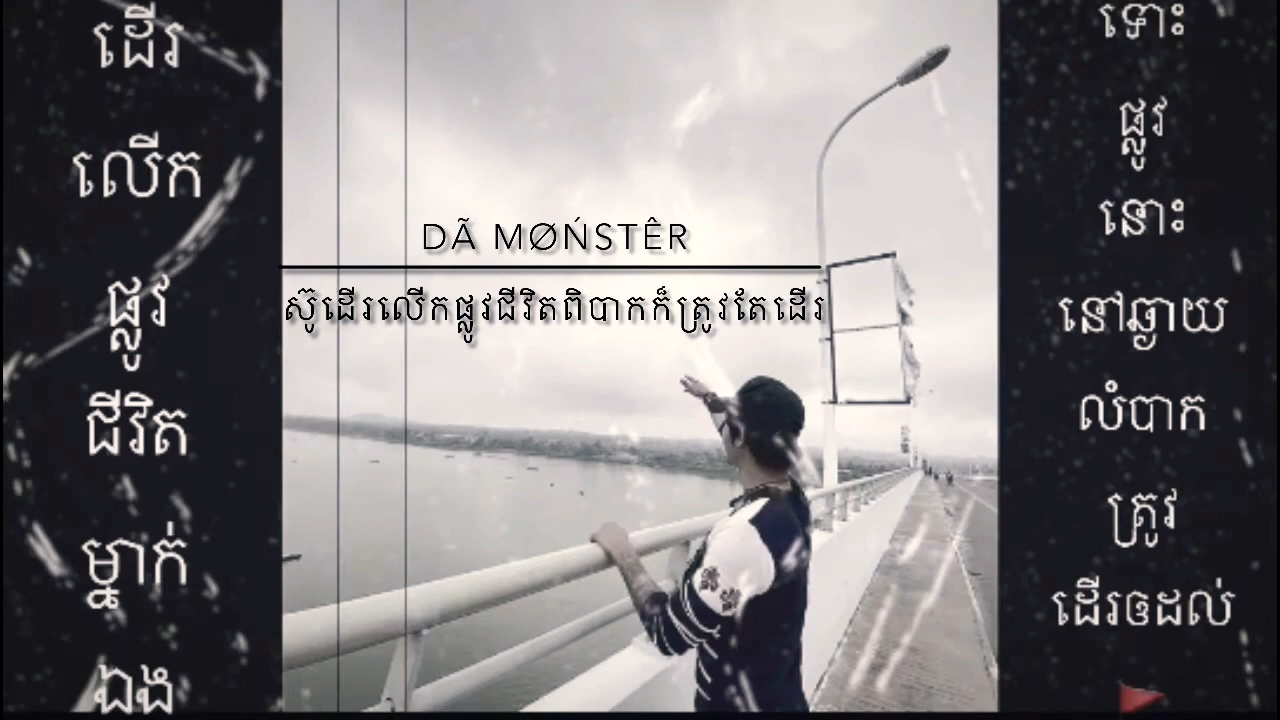 ដើរ
លើក
ផ្លូវ
ជីវិត
ម្នាក់
ឯង
DÃ MØŃSTÊR
ស៊ូដើរលើកផ្លូវជីវិតពិបាកក៏ត្រូវតែដើរ
ទោះ
ផ្លូវ
នោះ
នៅឆ្ងាយ
លំបាក
ត្រូវ
ដើរឲដល់